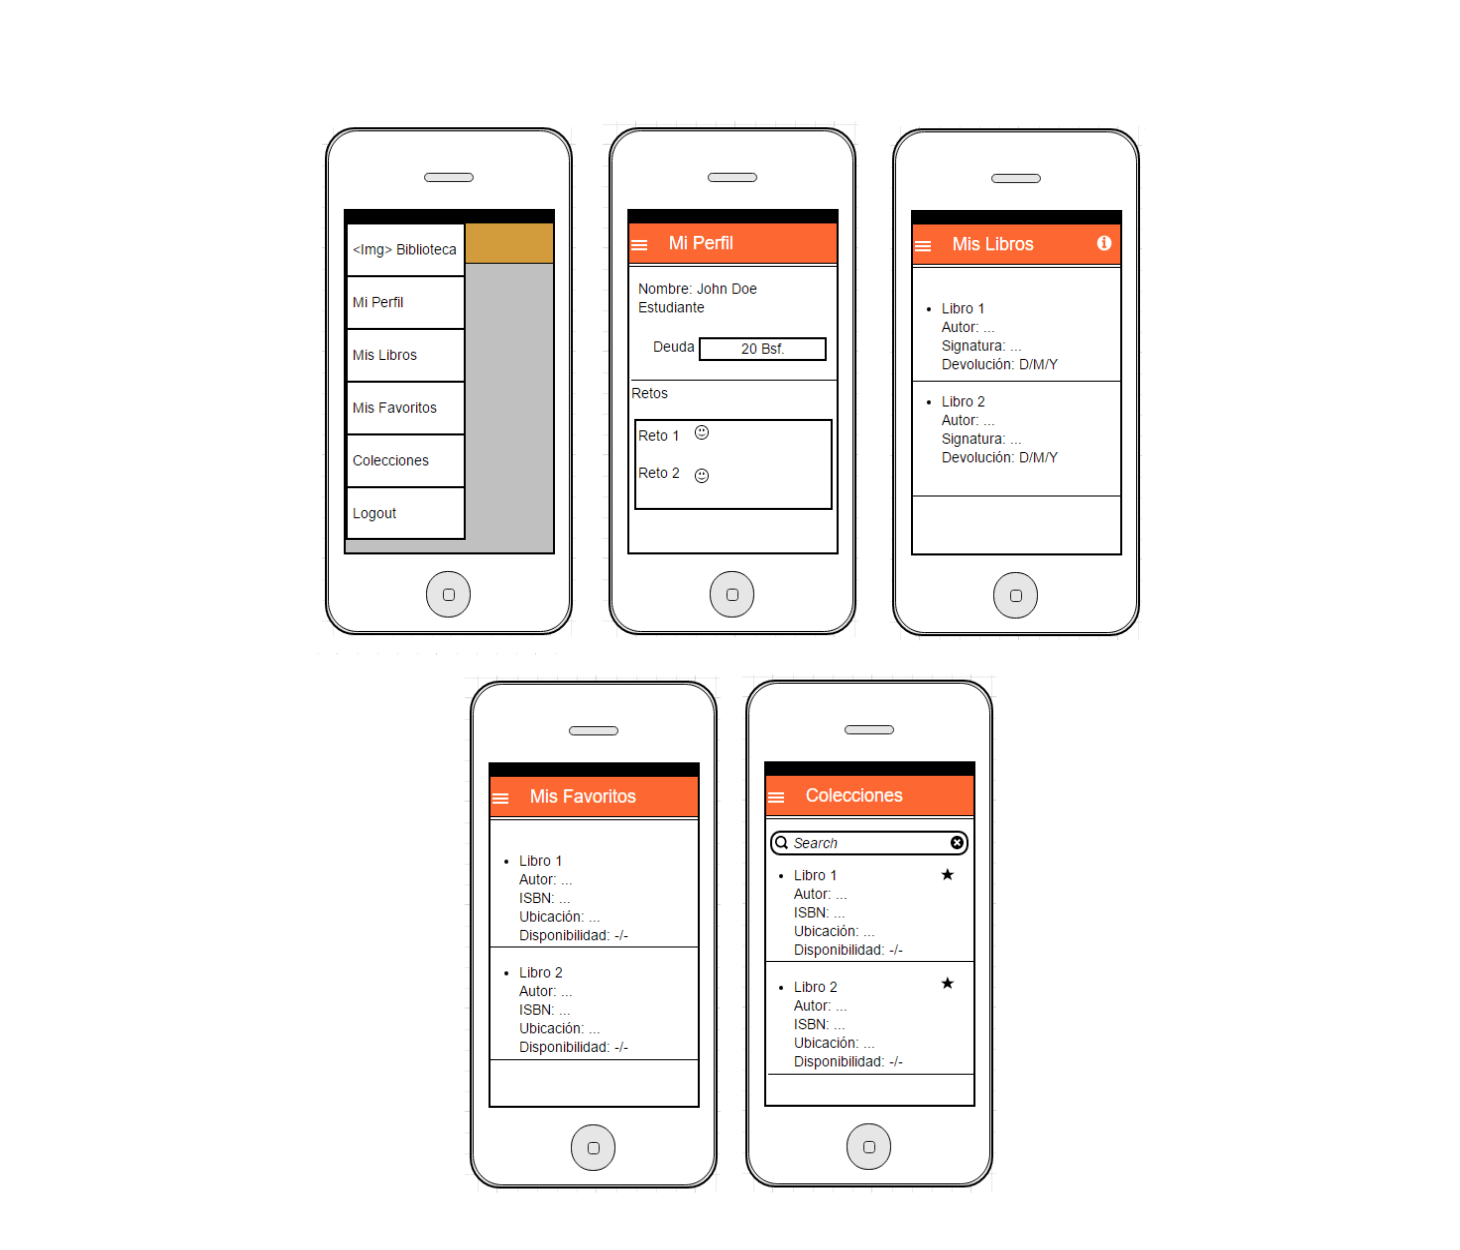 <Img> Biblioteca
Mi Perfil
Mis Libros
Mis Favoritos
Colecciones
Logout
Mi Perfil
Nombre: John Doe
Estudiante
Deuda 20 Bsf.
Retos
Reto 1
Reto 2
Mis Libros
Libro 1
Autor: ...
Signatura: ...
Devolución: D/M/Y
Libro 2
Autor: ...
Signatura: ...
Devolución: D/M/Y
Mis Favoritos
Libro 1
Autor: ...
ISBN: ...
Ubicación: ...
Disponibilidad: -/-
Libro 2
Autor: ...
ISBN: ...
Ubicación: ...
Disponibilidad: -/-
Colecciones
Search
Libro 1
Autor: ...
ISBN: ...
Ubicación: ...
Disponibilidad: -/-
Libro 2
Autor: ...
ISBN: ...
Ubicación: ...
Disponibilidad: -/-